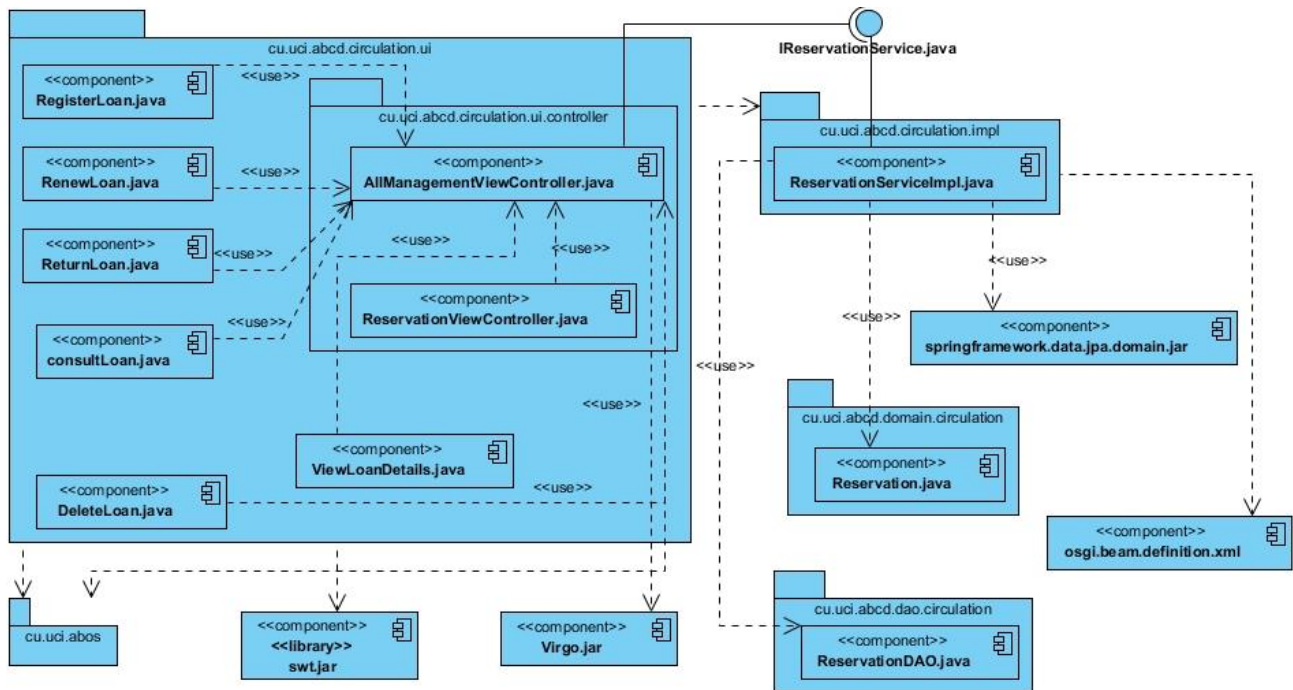 cu.uci.abcd.circulation.ui
<<component>>
RegisterLoan.java
<<use>>
<<component>>
RenewLoan.java
<<use>>
<<component>>
ReturnLoan.java
<<use>>
<<component>>
consultLoan.java
<<use>>
cu.uci.abcd.circulation.ui.controller
<<use>>
<<component>>
AllManagementViewController.java
<<use>>
<<use>>
<<component>>
ReservationViewController.java
<<component>>
ViewLoanDetails.java
<<component>>
DeleteLoan.java
<<use>>
<<use>>
<<use>>
IReservationService.java
cu.uci.abcd.circulation.impl
<<component>>
ReservationServiceImpl.java
<<use>>
<<use>>
<<component>>
springframework.data.jpa.domain.jar
cu.uci.abcd.domain.circulation
<<component>>
Reservation.java
<<component>>
osgi.beam.definition.xml
cu.uci.abos
<<component>>
<<library>>
swt.jar
<<component>>
Virgo.jar
cu.uci.abcd.dao.circulation
<<component>>
ReservationDAO.java